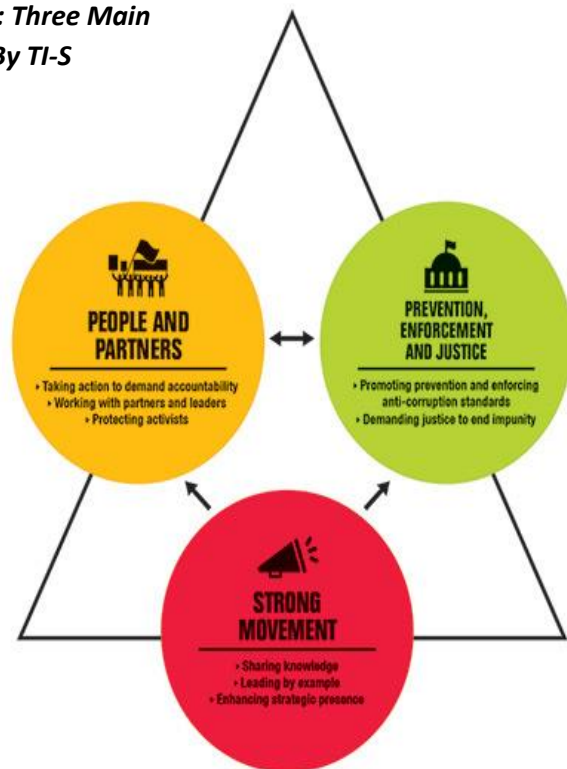 : Three Main
By TI-S
PEOPLE AND
PARTNERS
‣ Taking action to demand accountability
‣ Working with partners and leaders
‣ Protecting activists
PREVENTION,
ENFORCEMENT
AND JUSTICE
‣ Promoting prevention and enforcing
anti-corruption standards
‣ Demanding justice to end impunity
STRONG
MOVEMENT
‣ Sharing knowledge
‣ Leading by example
‣ Enhancing strategic presence